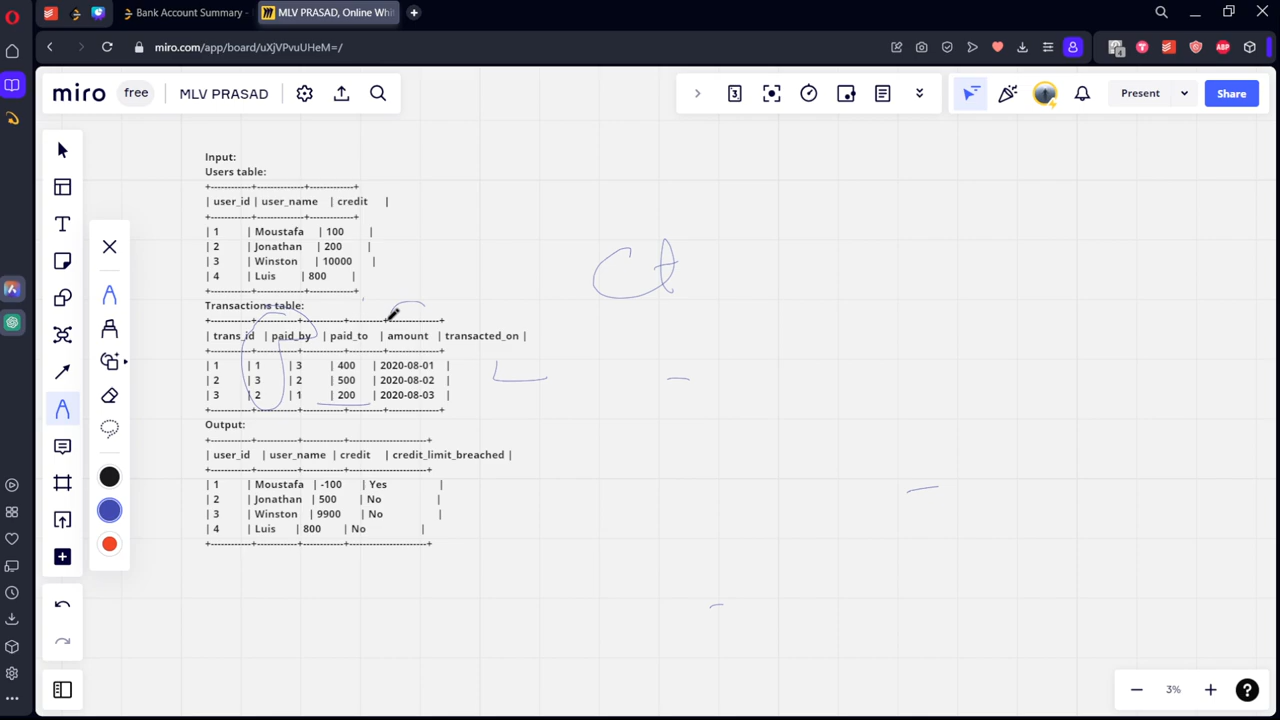 Bank Account Summary -
MLV PRASAD, Online Whi
miro.com/app/board/uXjVPvuUHeM=/
miro free MLV PRASAD
3
Present
Share
Input:
Users table:
+-----------+------------+------------+
| user_id | user_name | credit |
+-----------+------------+------------+
| 1 | Moustafa | 100 |
| 2 | Jonathan | 200 |
| 3 | Winston | 10000 |
| 4 | Luis | 800 |
+-----------+------------+------------+
Transactions table:
+-----------+-----------+-----------+----------+---------------+
| trans_id | paid_by | paid_to | amount | transacted_on |
+-----------+-----------+-----------+----------+---------------+
| 1 | 1 | 3 | 400 | 2020-08-01 |
| 2 | 3 | 2 | 500 | 2020-08-02 |
| 3 | 2 | 1 | 200 | 2020-08-03 |
+-----------+-----------+-----------+----------+---------------+
Output:
+-----------+-----------+-----------+----------------------+
| user_id | user_name | credit | credit_limit_breached |
+-----------+-----------+-----------+----------------------+
| 1 | Moustafa | -100 | Yes |
| 2 | Jonathan | 500 | No |
| 3 | Winston | 9900 | No |
| 4 | Luis | 800 | No |
+-----------+-----------+-----------+----------------------+
Ct
3%